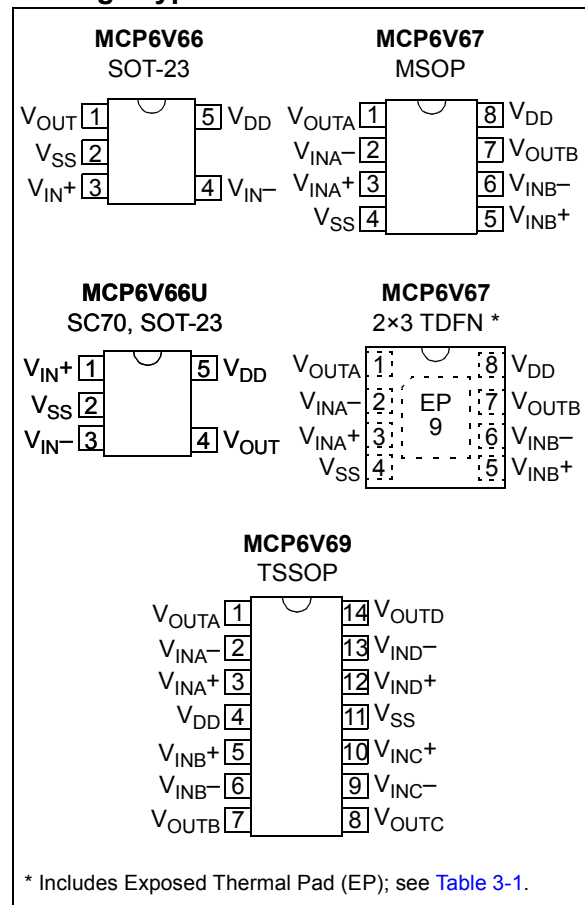 MCP6V66
SOT-23
VOUT 1 5 VDD
VSS 2
VIN+ 3 4 VIN–
MCP6V67
MSOP
VOUTA 1 8 VDD
VINA– 2 7 VOUTB
VINA+ 3 6 VINB–
VSS 4 5 VINB+
MCP6V66U
SC70, SOT-23
VIN+ 1 5 VDD
VSS 2
VIN– 3 4 VOUT
MCP6V67
2×3 TDFN *
VOUTA 1 8 VDD
VINA– 2 EP 7 VOUTB
VINA+ 3 9 6 VINB–
VSS 4 5 VINB+
MCP6V69
TSSOP
VOUTA 1 14 VOUTD
VINA– 2 13 VIND–
VINA+ 3 12 VIND+
VDD 4 11 VSS
VINB+ 5 10 VINC+
VINB– 6 9 VINC–
VOUTB 7 8 VOUTC
* Includes Exposed Thermal Pad (EP); see Table 3-1.